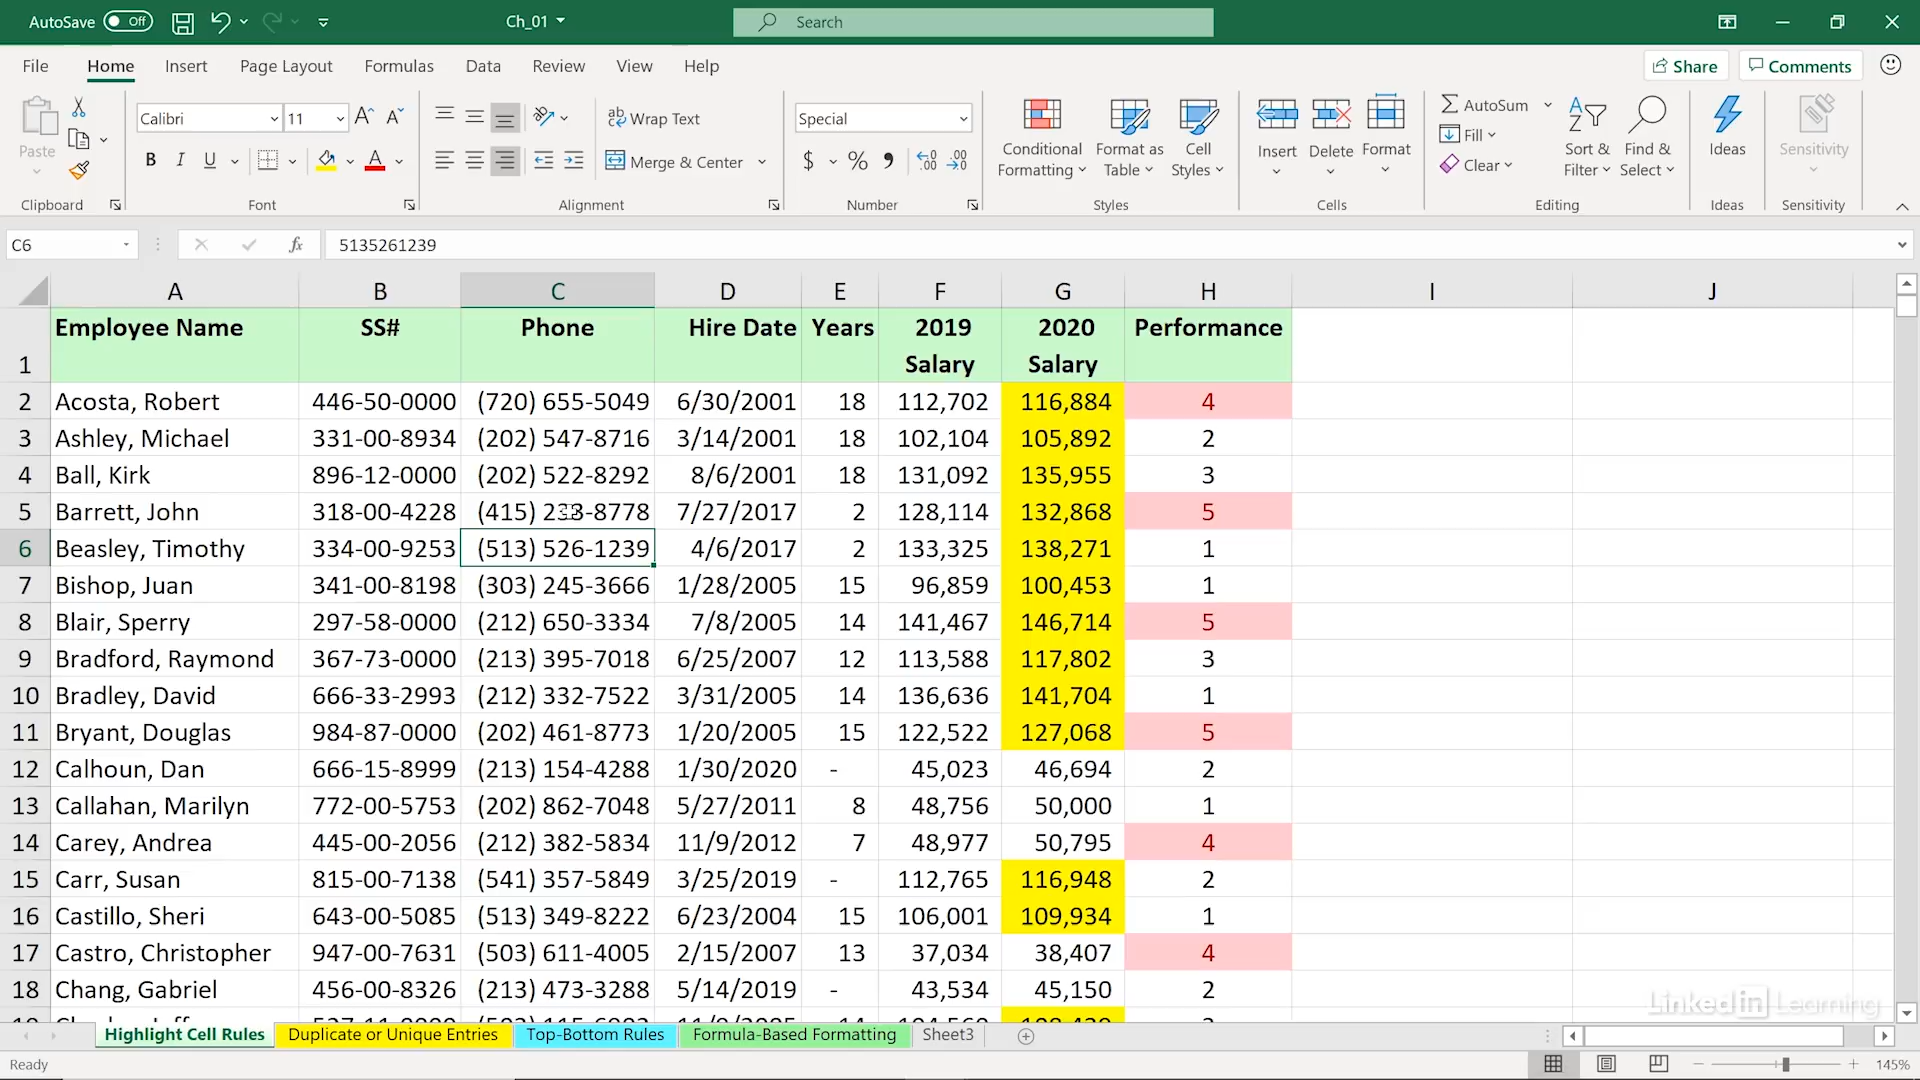 AutoSave Off Ch_01 Search
File Home Insert Page Layout Formulas Data Review View Help Share Comments
Paste Calibri 11 Wrap Text Special Conditional Formatting Format as Table Cell Styles Insert Delete Format AutoSum Fill Clear Sort & Filter Find & Select Ideas Sensitivity
B I U Merge & Center $ %
Clipboard Font Alignment Number Styles Cells Editing Ideas Sensitivity
C6 fx 5135261239
A B C D E F G H I J
1 Employee Name SS# Phone Hire Date Years 2019 Salary 2020 Salary Performance
2 Acosta, Robert 446-50-0000 (720) 655-5049 6/30/2001 18 112,702 116,884 4
3 Ashley, Michael 331-00-8934 (202) 547-8716 3/14/2001 18 102,104 105,892 2
4 Ball, Kirk 896-12-0000 (202) 522-8292 8/6/2001 18 131,092 135,955 3
5 Barrett, John 318-00-4228 (415) 233-8778 7/27/2017 2 128,114 132,868 5
6 Beasley, Timothy 334-00-9253 (513) 526-1239 4/6/2017 2 133,325 138,271 1
7 Bishop, Juan 341-00-8198 (303) 245-3666 1/28/2005 15 96,859 100,453 1
8 Blair, Sperry 297-58-0000 (212) 650-3334 7/8/2005 14 141,467 146,714 5
9 Bradford, Raymond 367-73-0000 (213) 395-7018 6/25/2007 12 113,588 117,802 3
10 Bradley, David 666-33-2993 (212) 332-7522 3/31/2005 14 136,636 141,704 1
11 Bryant, Douglas 984-87-0000 (202) 461-8773 1/20/2005 15 122,522 127,068 5
12 Calhoun, Dan 666-15-8999 (213) 154-4288 1/30/2020 - 45,023 46,694 2
13 Callahan, Marilyn 772-00-5753 (202) 862-7048 5/27/2011 8 48,756 50,000 1
14 Carey, Andrea 445-00-2056 (212) 382-5834 11/9/2012 7 48,977 50,795 4
15 Carr, Susan 815-00-7138 (541) 357-5849 3/25/2019 - 112,765 116,948 2
16 Castillo, Sheri 643-00-5085 (513) 349-8222 6/23/2004 15 106,001 109,934 1
17 Castro, Christopher 947-00-7631 (503) 611-4005 2/15/2007 13 37,034 38,407 4
18 Chang, Gabriel 456-00-8326 (213) 473-3288 5/14/2019 - 43,534 45,150 2
LinkedIn Learning
Highlight Cell Rules Duplicate or Unique Entries Top-Bottom Rules Formula-Based Formatting Sheet3
Ready 145%